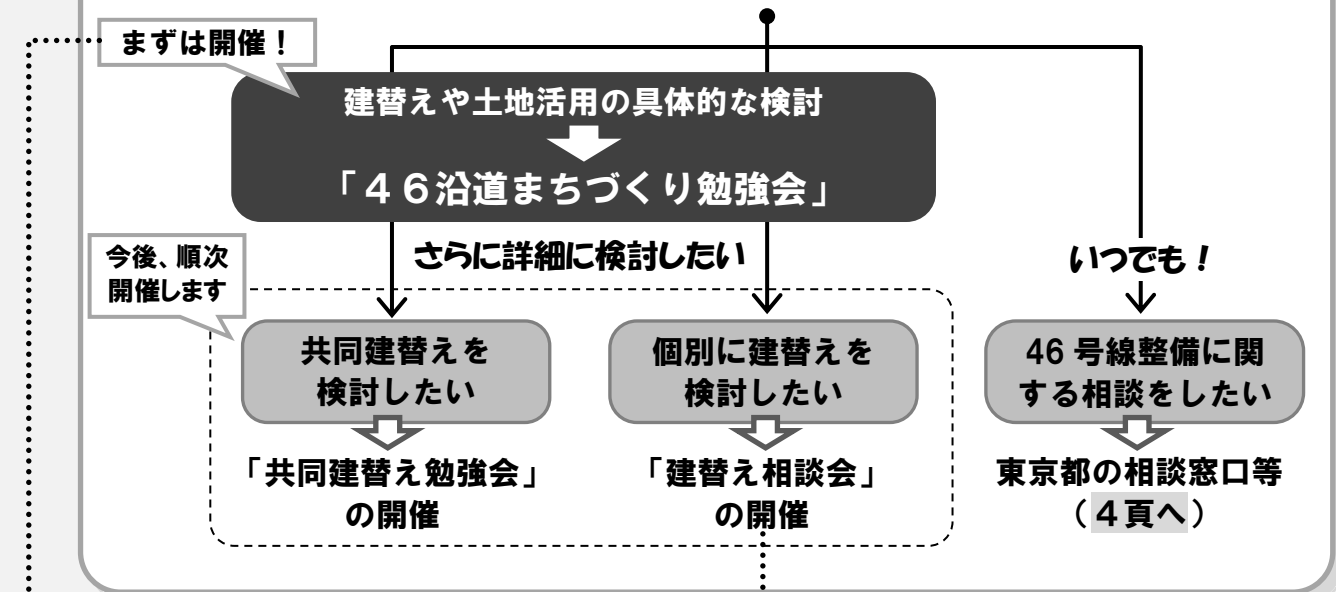 まずは開催！
建替えや土地活用の具体的な検討
「４６沿道まちづくり勉強会」
今後、順次
開催します
さらに詳細に検討したい
いつでも！
共同建替えを
検討したい
「共同建替え勉強会」
の開催
個別に建替えを
検討したい
「建替え相談会」
の開催
46 号線整備に関
する相談をしたい
東京都の相談窓口等
（４頁へ）